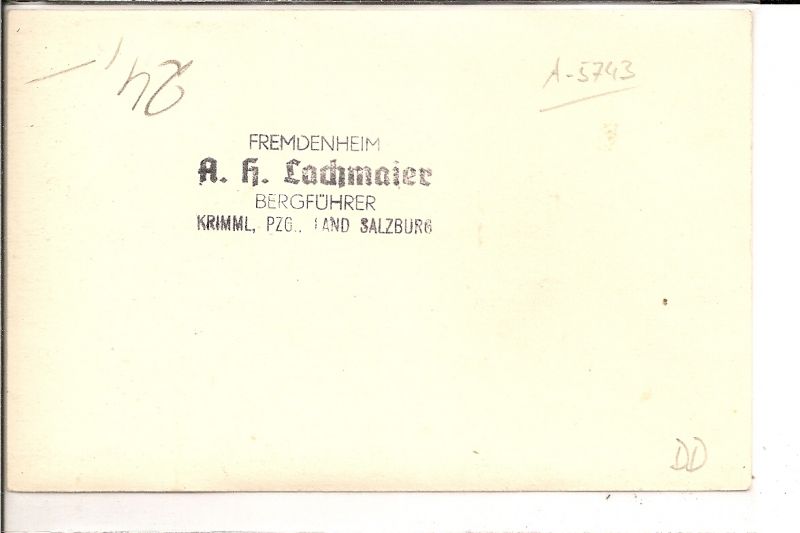 24,-
A-5743
FREMDENHEIM
A. H. Lachmaier
BERGFÜHRER
KRIMML, PZG., LAND SALZBURG
DD